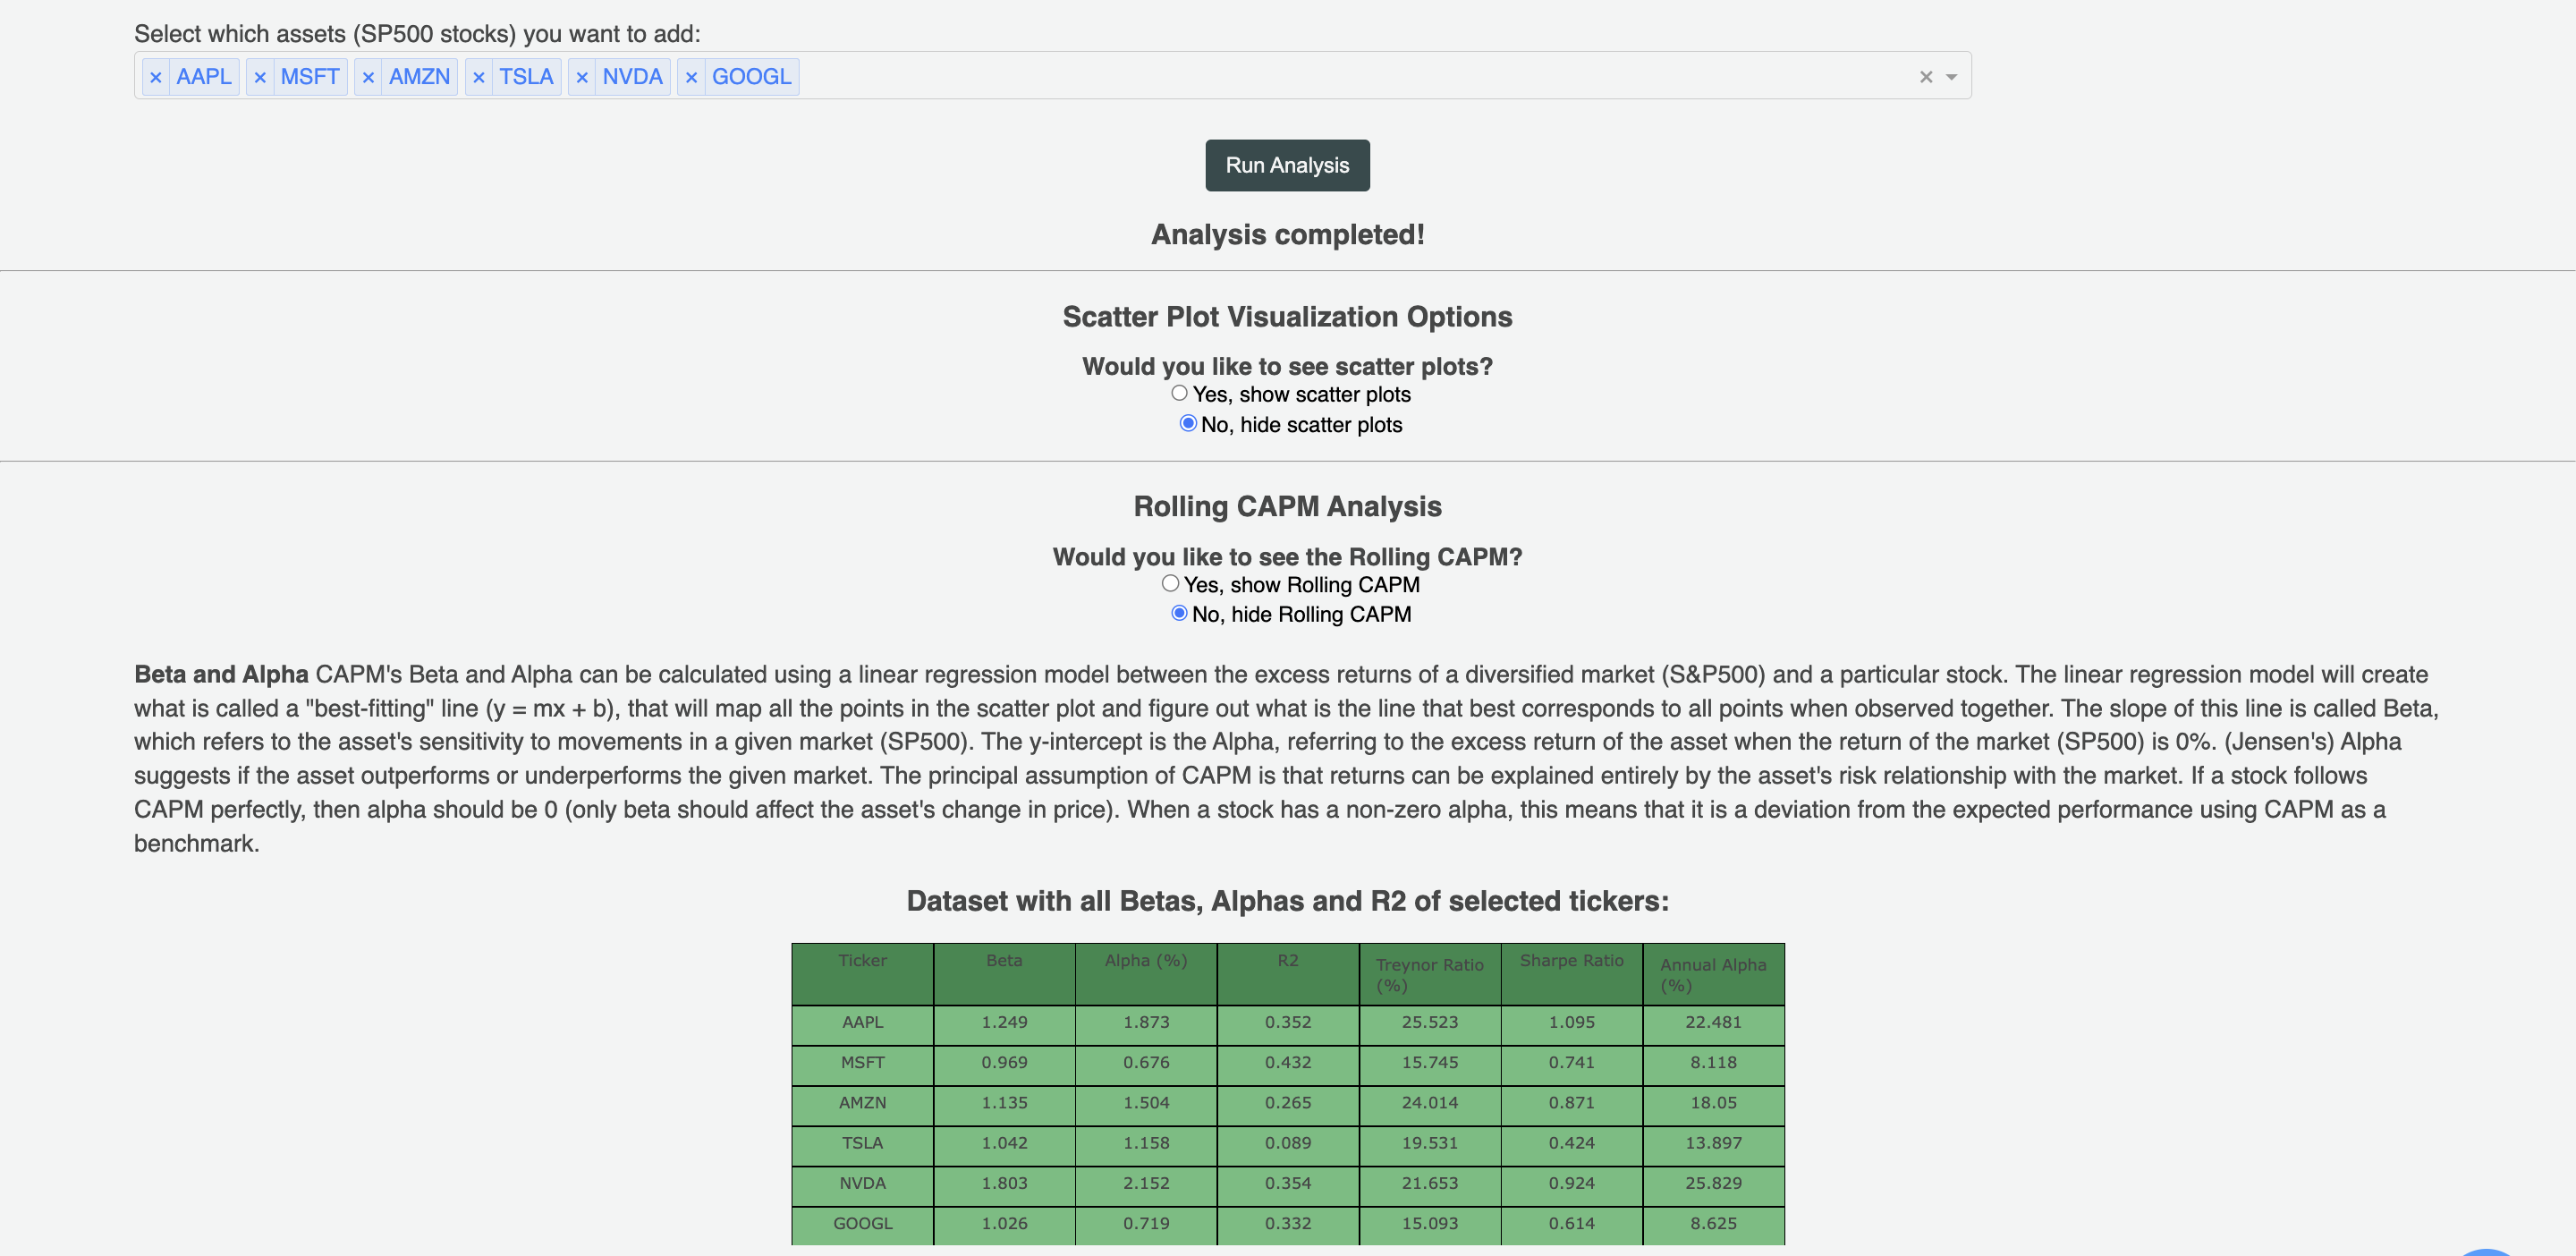 Select which assets (SP500 stocks) you want to add:
× AAPL × MSFT × AMZN × TSLA × NVDA × GOOGL ×
Run Analysis
Analysis completed!
Scatter Plot Visualization Options
Would you like to see scatter plots?
Yes, show scatter plots
No, hide scatter plots
Rolling CAPM Analysis
Would you like to see the Rolling CAPM?
Yes, show Rolling CAPM
No, hide Rolling CAPM
Beta and Alpha CAPM's Beta and Alpha can be calculated using a linear regression model between the excess returns of a diversified market (S&P500) and a particular stock. The linear regression model will create
what is called a "best-fitting" line (y = mx + b), that will map all the points in the scatter plot and figure out what is the line that best corresponds to all points when observed together. The slope of this line is called Beta,
which refers to the asset's sensitivity to movements in a given market (SP500). The y-intercept is the Alpha, referring to the excess return of the asset when the return of the market (SP500) is 0%. (Jensen's) Alpha
suggests if the asset outperforms or underperforms the given market. The principal assumption of CAPM is that returns can be explained entirely by the asset's risk relationship with the market. If a stock follows
CAPM perfectly, then alpha should be 0 (only beta should affect the asset's change in price). When a stock has a non-zero alpha, this means that it is a deviation from the expected performance using CAPM as a
benchmark.
Dataset with all Betas, Alphas and R2 of selected tickers:
Ticker Beta Alpha (%) R2 Treynor Ratio (%) Sharpe Ratio Annual Alpha (%)
AAPL 1.249 1.873 0.352 25.523 1.095 22.481
MSFT 0.969 0.676 0.432 15.745 0.741 8.118
AMZN 1.135 1.504 0.265 24.014 0.871 18.05
TSLA 1.042 1.158 0.089 19.531 0.424 13.897
NVDA 1.803 2.152 0.354 21.653 0.924 25.829
GOOGL 1.026 0.719 0.332 15.093 0.614 8.625